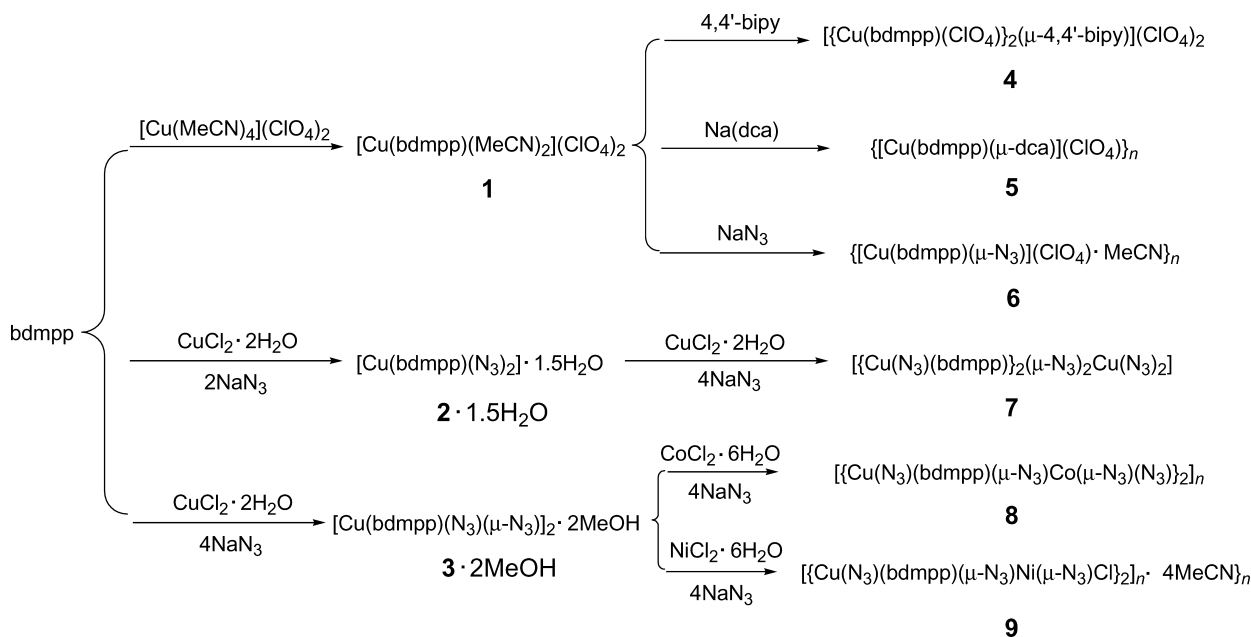 4,4'-bipy
[{Cu(bdmpp)(ClO₄)}₂(μ-4,4'-bipy)](ClO₄)₂
4
[Cu(MeCN)₄](ClO₄)₂
[Cu(bdmpp)(MeCN)₂](ClO₄)₂
1
Na(dca)
{[Cu(bdmpp)(μ-dca)](ClO₄)}ₙ
5
NaN₃
{[Cu(bdmpp)(μ-N₃)](ClO₄)· MeCN}ₙ
6
bdmpp
CuCl₂·2H₂O
2NaN₃
[Cu(bdmpp)(N₃)₂]·1.5H₂O
2·1.5H₂O
CuCl₂·2H₂O
4NaN₃
[{Cu(N₃)(bdmpp)}₂(μ-N₃)₂Cu(N₃)₂]
7
CuCl₂·2H₂O
4NaN₃
[Cu(bdmpp)(N₃)(μ-N₃)]₂·2MeOH
3·2MeOH
CoCl₂·6H₂O
4NaN₃
[{Cu(N₃)(bdmpp)(μ-N₃)Co(μ-N₃)(N₃)}₂]ₙ
8
NiCl₂·6H₂O
4NaN₃
[{Cu(N₃)(bdmpp)(μ-N₃)Ni(μ-N₃)Cl}₂]ₙ· 4MeCN}ₙ
9